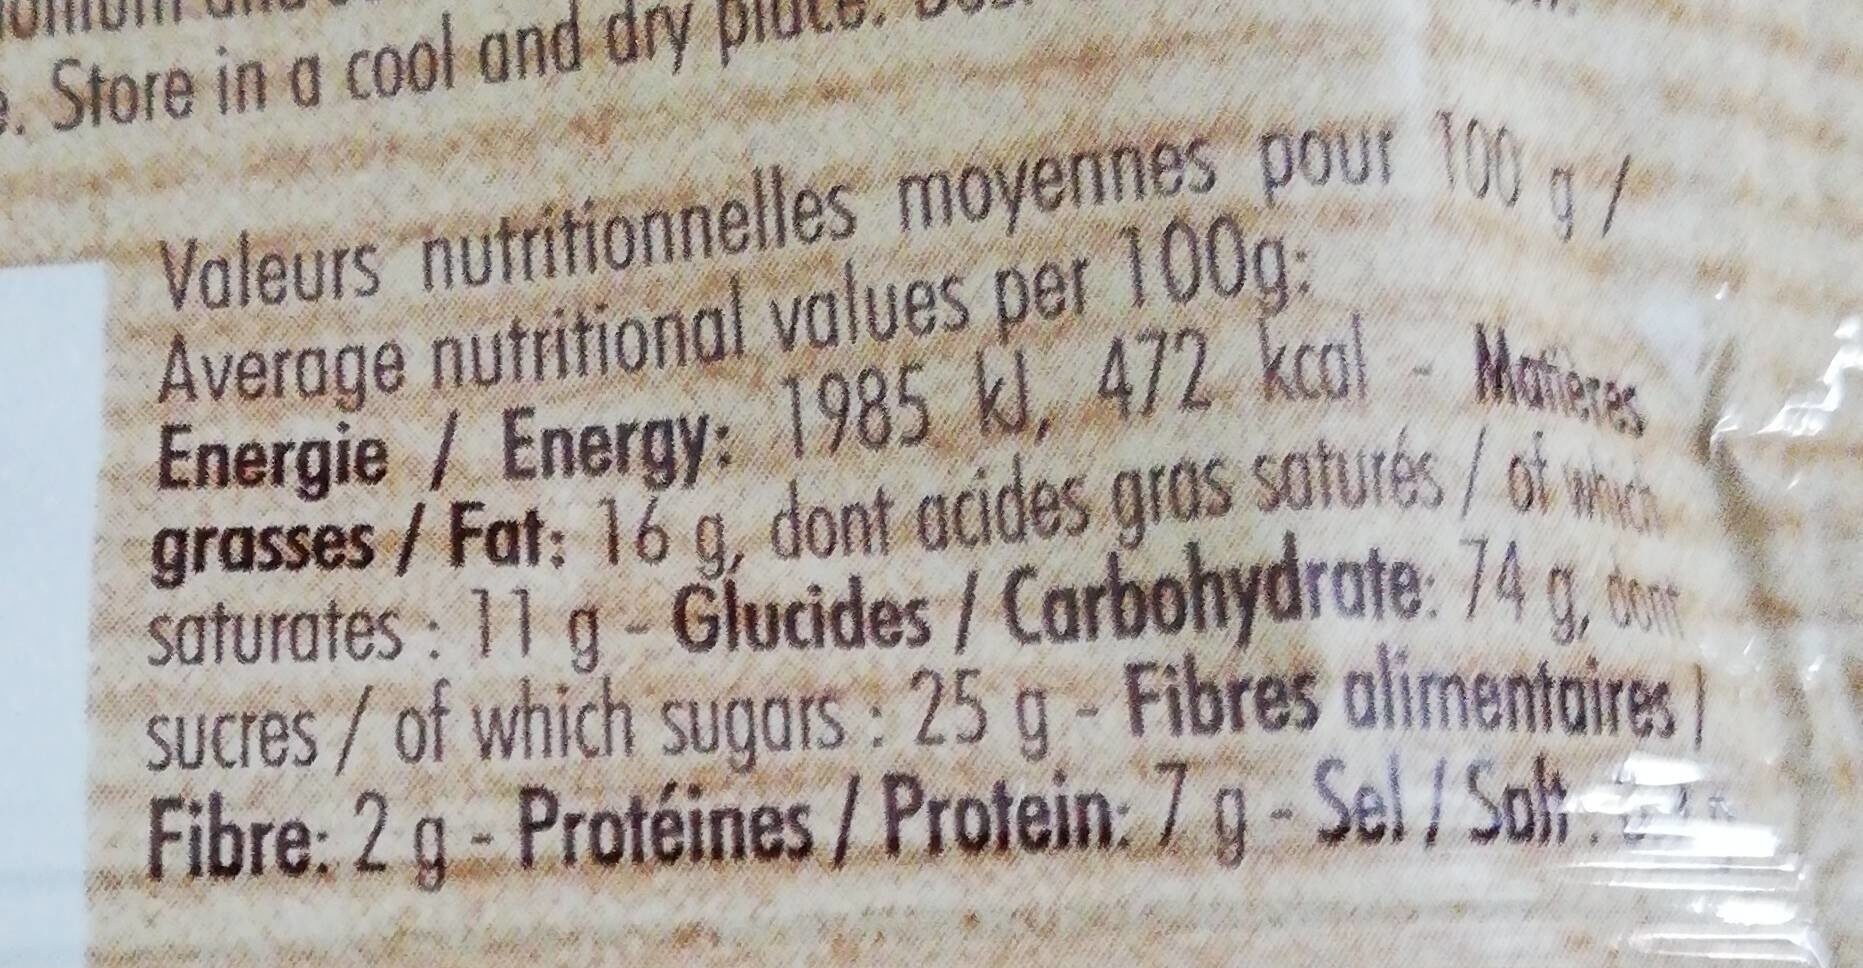 . Store in a cool and dry place.
Valeurs nutritionnelles moyennes pour 100 g /
Average nutritional values per 100g:
Energie / Energy: 1985 kJ, 472 kcal - Matières
grasses / Fat: 16 g, dont acides gras saturés / of which
saturates : 11 g - Glucides / Carbohydrate: 74 g, dont
sucres / of which sugars : 25 g - Fibres alimentaires /
Fibre: 2 g - Protéines / Protein: 7 g - Sel / Salt :